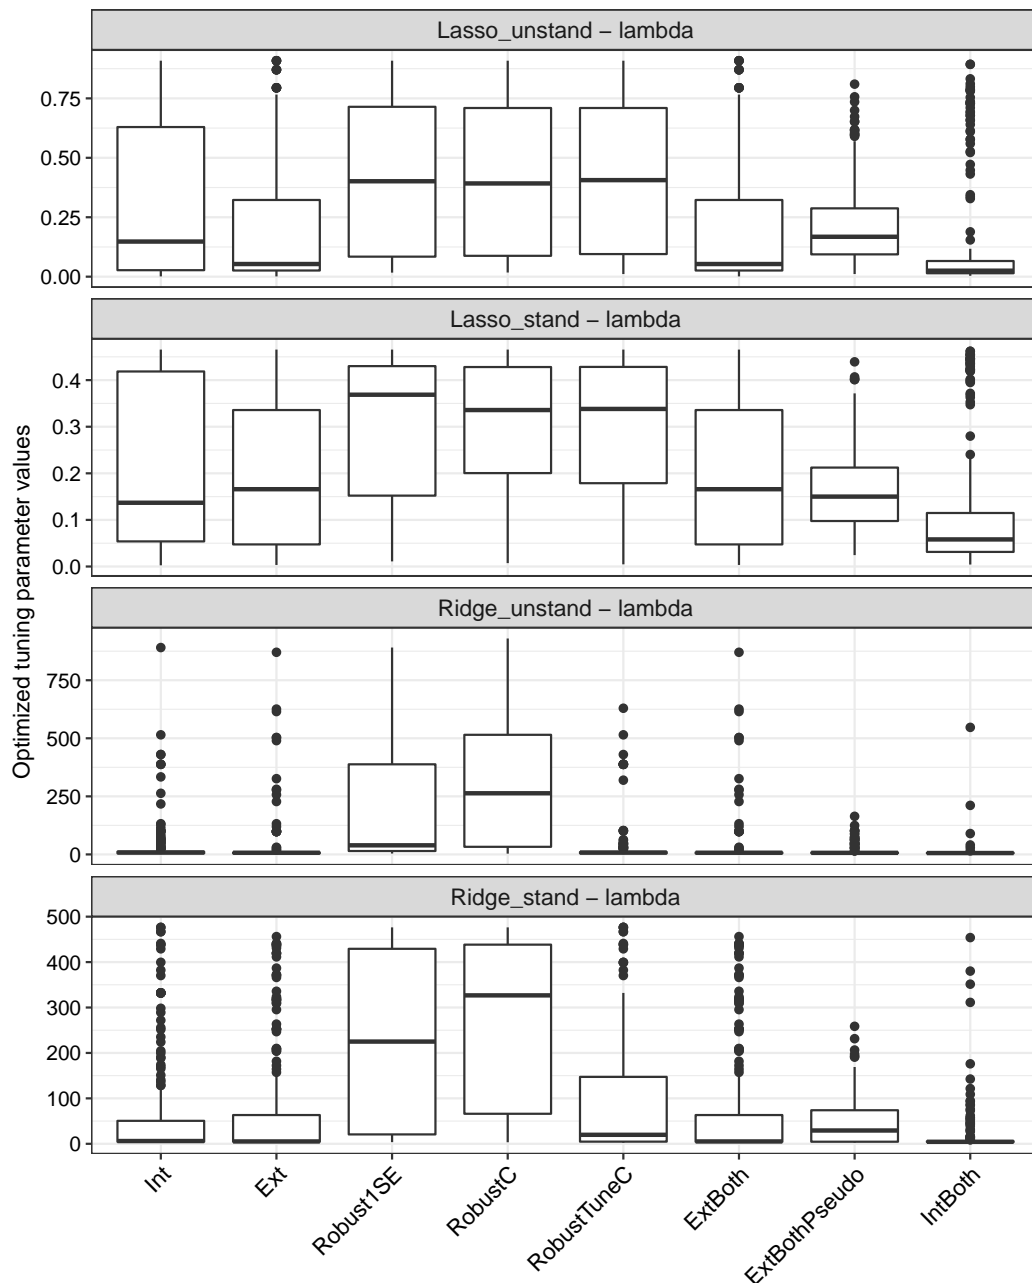 Lasso_unstand − lambda
0.75
0.50
0.25
0.00
Lasso_stand − lambda
0.4
0.3
0.2
0.1
0.0
Optimized tuning parameter values
Ridge_unstand − lambda
750
500
250
0
Ridge_stand − lambda
500
400
300
200
100
0
Int
Ext
Robust1SE
RobustC
RobustTuneC
ExtBoth
ExtBothPseudo
IntBoth